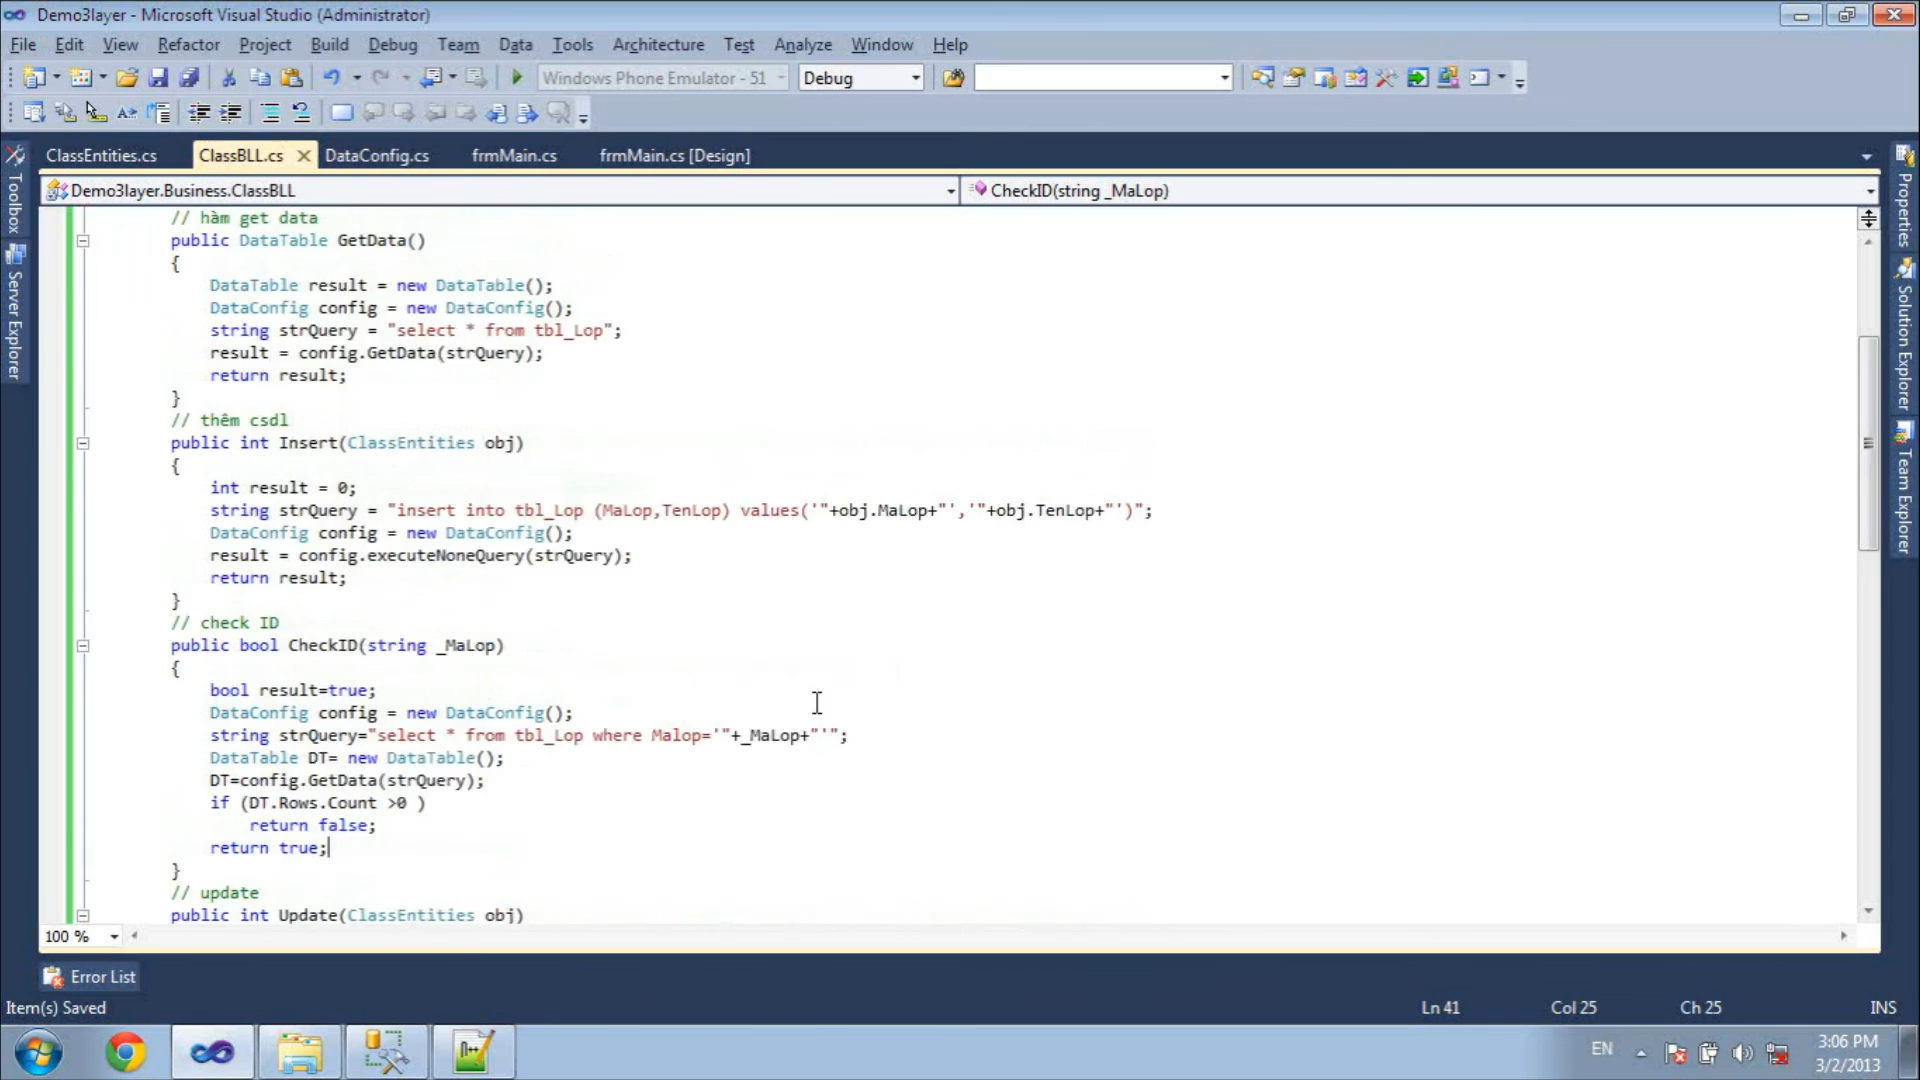 Demo3layer - Microsoft Visual Studio (Administrator)
File Edit View Refactor Project Build Debug Team Data Tools Architecture Test Analyze Window Help
Windows Phone Emulator - 51 Debug
ClassEntities.cs ClassBLL.cs DataConfig.cs frmMain.cs frmMain.cs [Design]
Demo3layer.Business.ClassBLL CheckID(string _MaLop)
Toolbox
Server Explorer
Properties
Solution Explorer
Team Explorer
// hàm get data
public DataTable GetData()
{
DataTable result = new DataTable();
DataConfig config = new DataConfig();
string strQuery = "select * from tbl_Lop";
result = config.GetData(strQuery);
return result;
}
// thêm csdl
public int Insert(ClassEntities obj)
{
int result = 0;
string strQuery = "insert into tbl_Lop (MaLop,TenLop) values('"+obj.MaLop+"','"+obj.TenLop+"')";
DataConfig config = new DataConfig();
result = config.executeNoneQuery(strQuery);
return result;
}
// check ID
public bool CheckID(string _MaLop)
{
bool result=true;
DataConfig config = new DataConfig();
string strQuery="select * from tbl_Lop where Malop='"+_MaLop+"'";
DataTable DT= new DataTable();
DT=config.GetData(strQuery);
if (DT.Rows.Count >0 )
return false;
return true;
}
// update
public int Update(ClassEntities obj)
100 %
Error List
Item(s) Saved Ln 41 Col 25 Ch 25 INS
EN 3:06 PM
3/2/2013